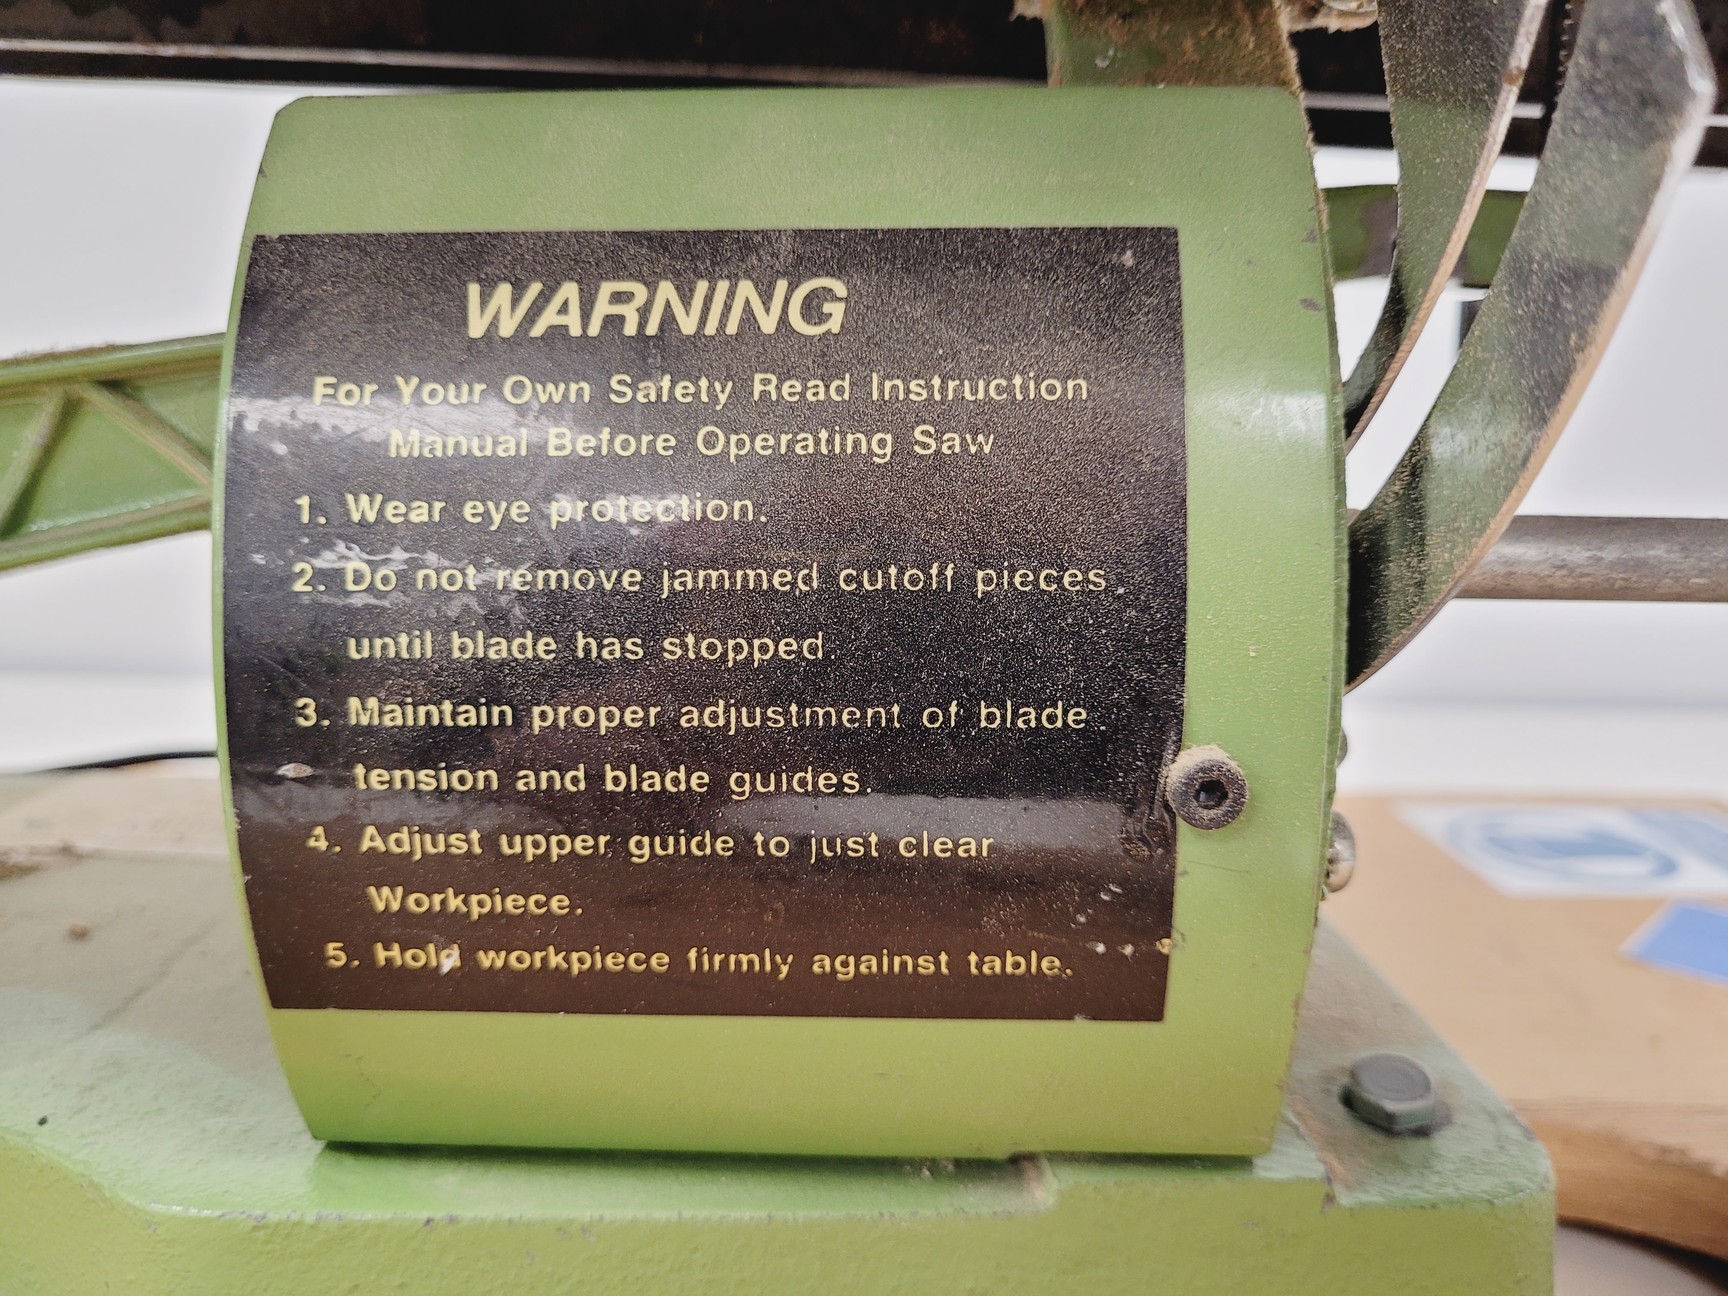 WARNING
For Your Own Safety Read Instruction
Manual Before Operating Saw
1. Wear eye protection.
2. Do not remove jammed cutoff pieces
until blade has stopped.
3. Maintain proper adjustment of blade
tension and blade guides.
4. Adjust upper guide to just clear
Workpiece.
5. Hold workpiece firmly against table.